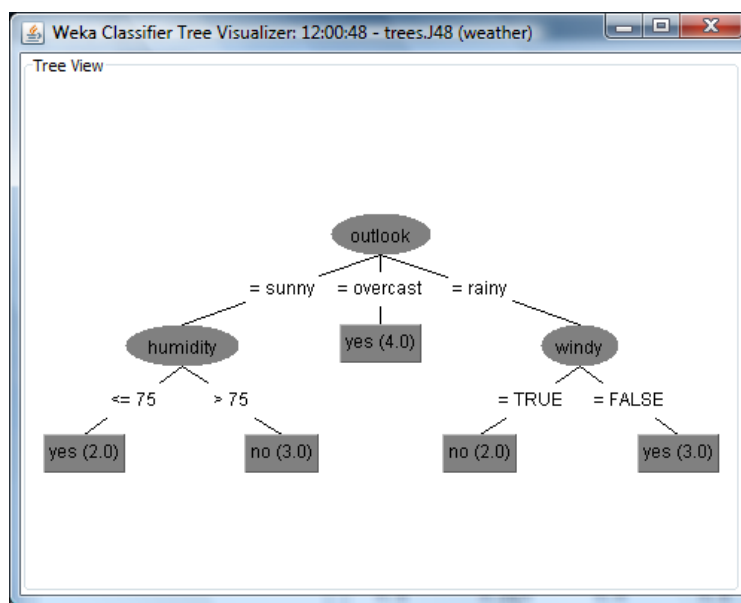 Weka Classifier Tree Visualizer: 12:00:48 - trees.J48 (weather)
Tree View
outlook
= sunny = overcast = rainy
humidity yes (4.0) windy
<= 75 > 75 = TRUE = FALSE
yes (2.0) no (3.0) no (2.0) yes (3.0)